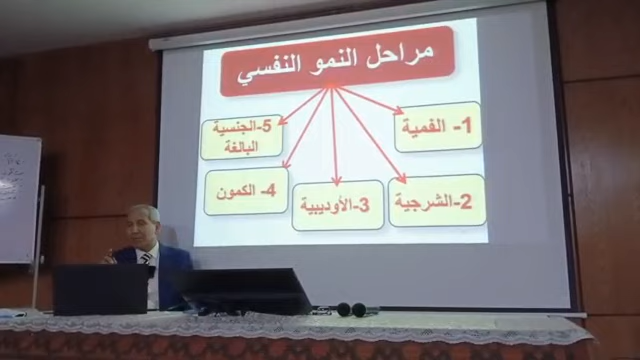 مراحل النمو النفسي
1- الفمية
2-الشرجية
3-الأوديبية
4- الكمون
5-الجنسية
البالغة